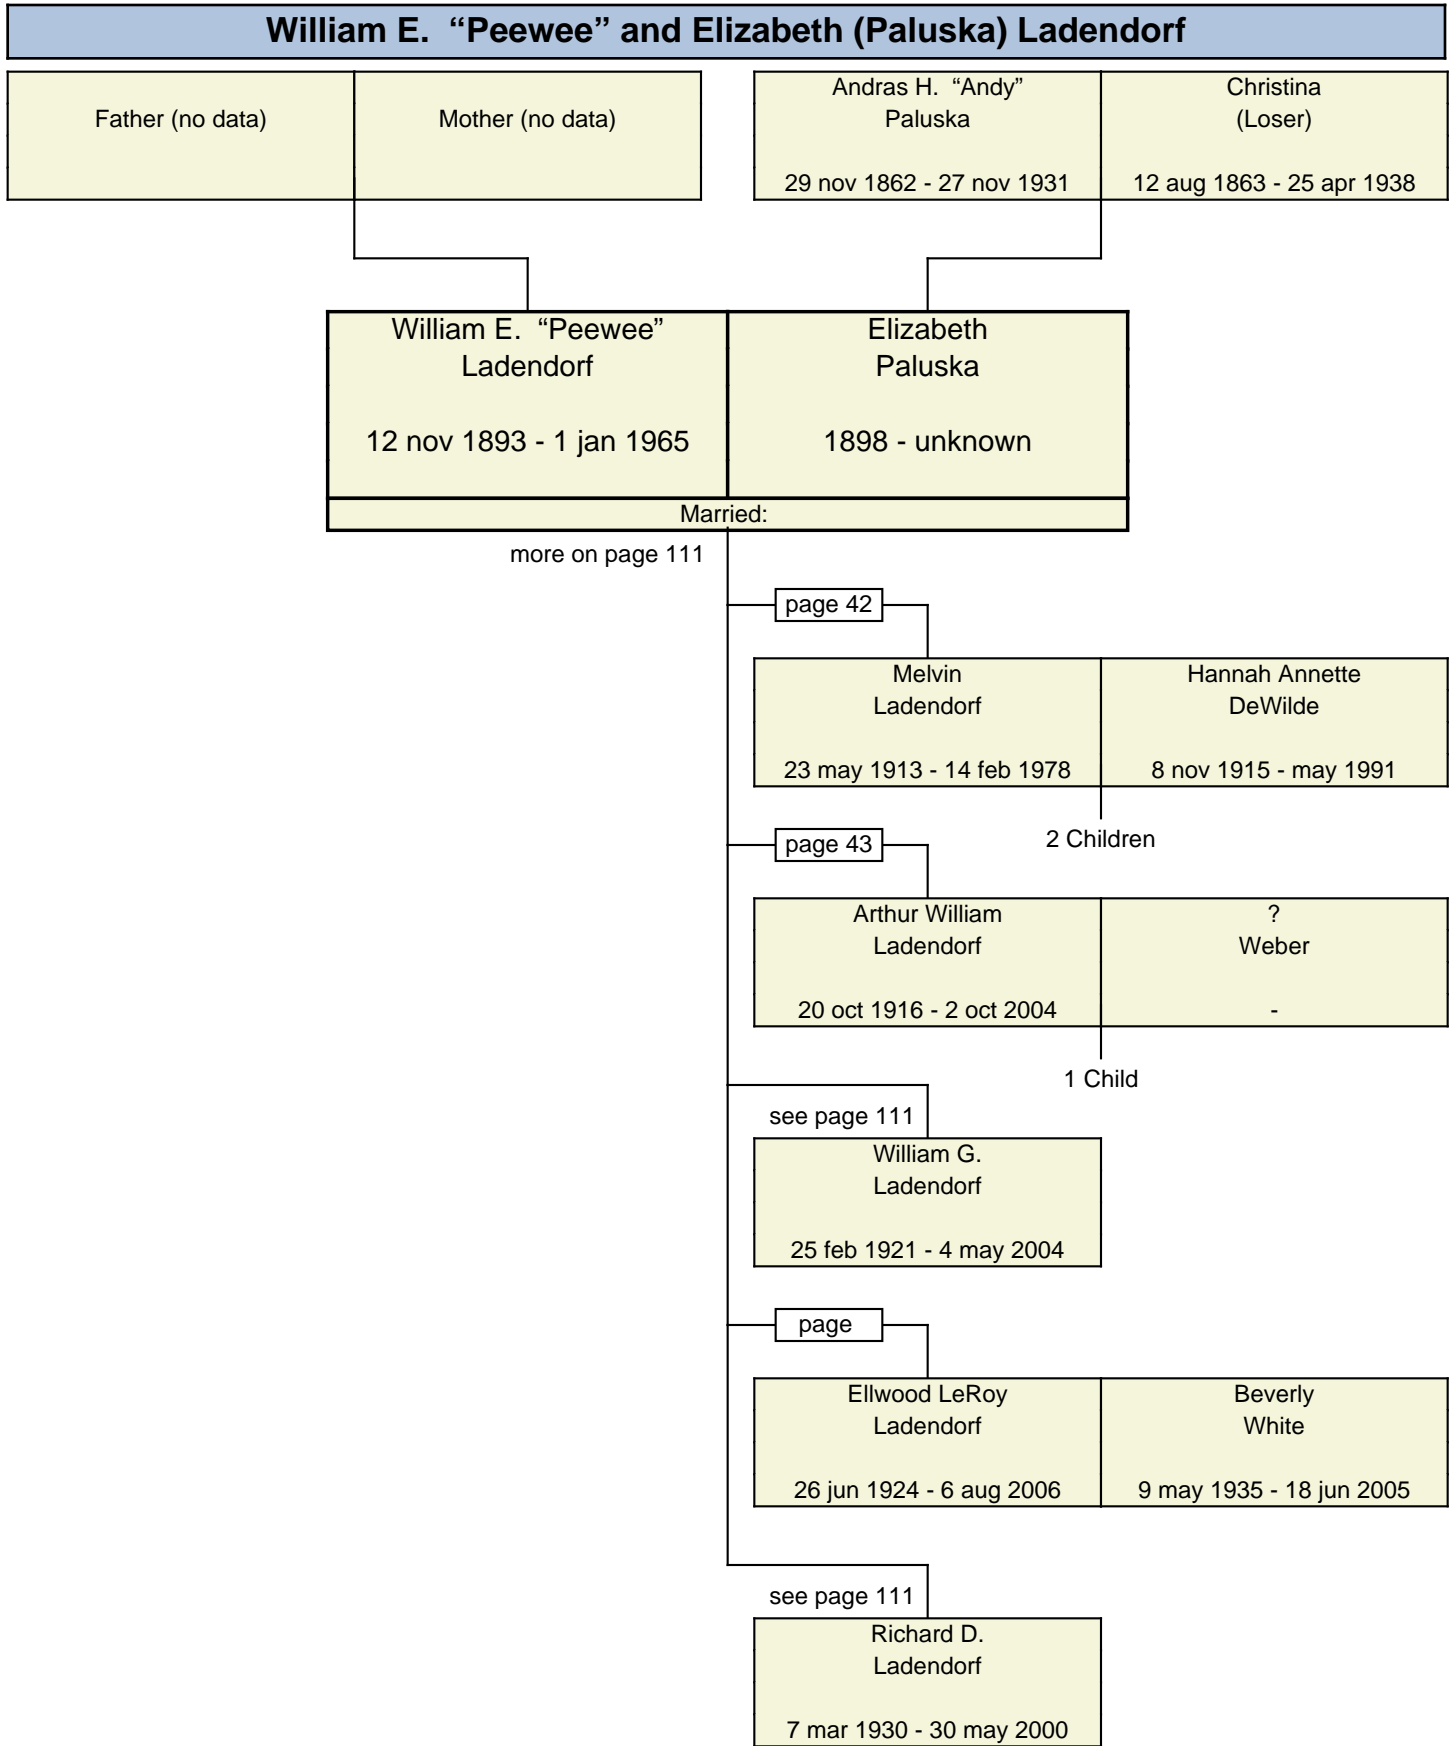 William E.  “Peewee” and Elizabeth (Paluska) Ladendorf
Father (no data)
Mother (no data)
Andras H.  “Andy”
Paluska
29 nov 1862 - 27 nov 1931
Christina
(Loser)
12 aug 1863 - 25 apr 1938
William E.  “Peewee”
Ladendorf
12 nov 1893 - 1 jan 1965
Elizabeth
Paluska
1898 - unknown
Married:
more on page 111
page 42
Melvin
Ladendorf
23 may 1913 - 14 feb 1978
Hannah Annette
DeWilde
8 nov 1915 - may 1991
2 Children
page 43
Arthur William
Ladendorf
20 oct 1916 - 2 oct 2004
?
Weber
-
1 Child
see page 111
William G.
Ladendorf
25 feb 1921 - 4 may 2004
page
Ellwood LeRoy
Ladendorf
26 jun 1924 - 6 aug 2006
Beverly
White
9 may 1935 - 18 jun 2005
see page 111
Richard D.
Ladendorf
7 mar 1930 - 30 may 2000